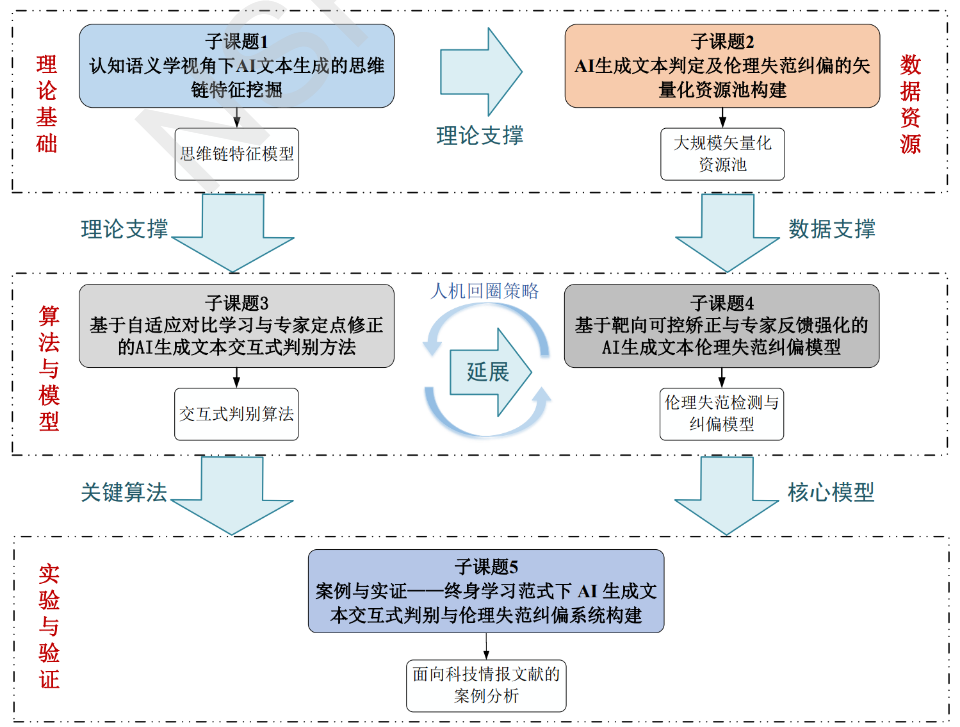 理论基础
子课题1
认知语义学视角下AI文本生成的思维
链特征挖掘
思维链特征模型
理论支撑
子课题2
AI生成文本判定及伦理失范纠偏的矢
量化资源池构建
大规模矢量化
资源池
数据资源
理论支撑
数据支撑
算法与模型
子课题3
基于自适应对比学习与专家定点修正
的AI生成文本交互式判别方法
交互式判别算法
人机回圈策略
延展
子课题4
基于靶向可控矫正与专家反馈强化的
AI生成文本伦理失范纠偏模型
伦理失范检测与
纠偏模型
关键算法
核心模型
实验与验证
子课题5
案例与实证——终身学习范式下 AI 生成文
本交互式判别与伦理失范纠偏系统构建
面向科技情报文献的
案例分析